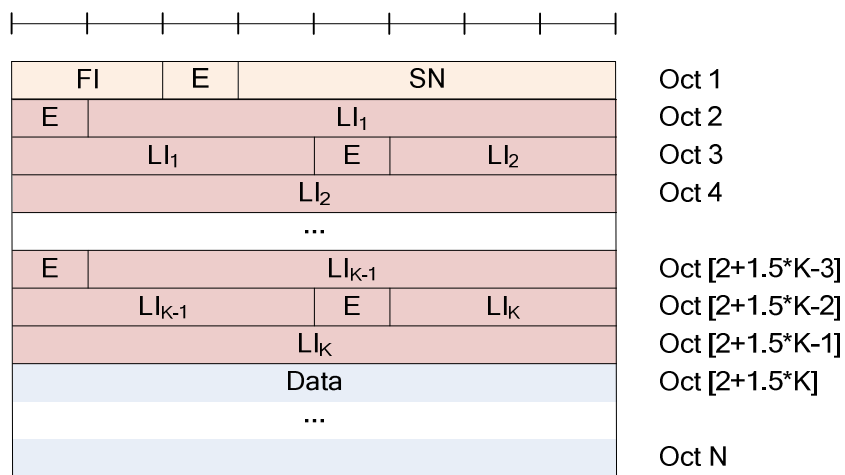 FI E SN Oct 1
E LI₁ Oct 2
LI₁ E LI₂ Oct 3
LI₂ Oct 4
...
E LIK-1 Oct [2+1.5*K-3]
LIK-1 E LIK Oct [2+1.5*K-2]
LIK Oct [2+1.5*K-1]
Data Oct [2+1.5*K]
...
Oct N